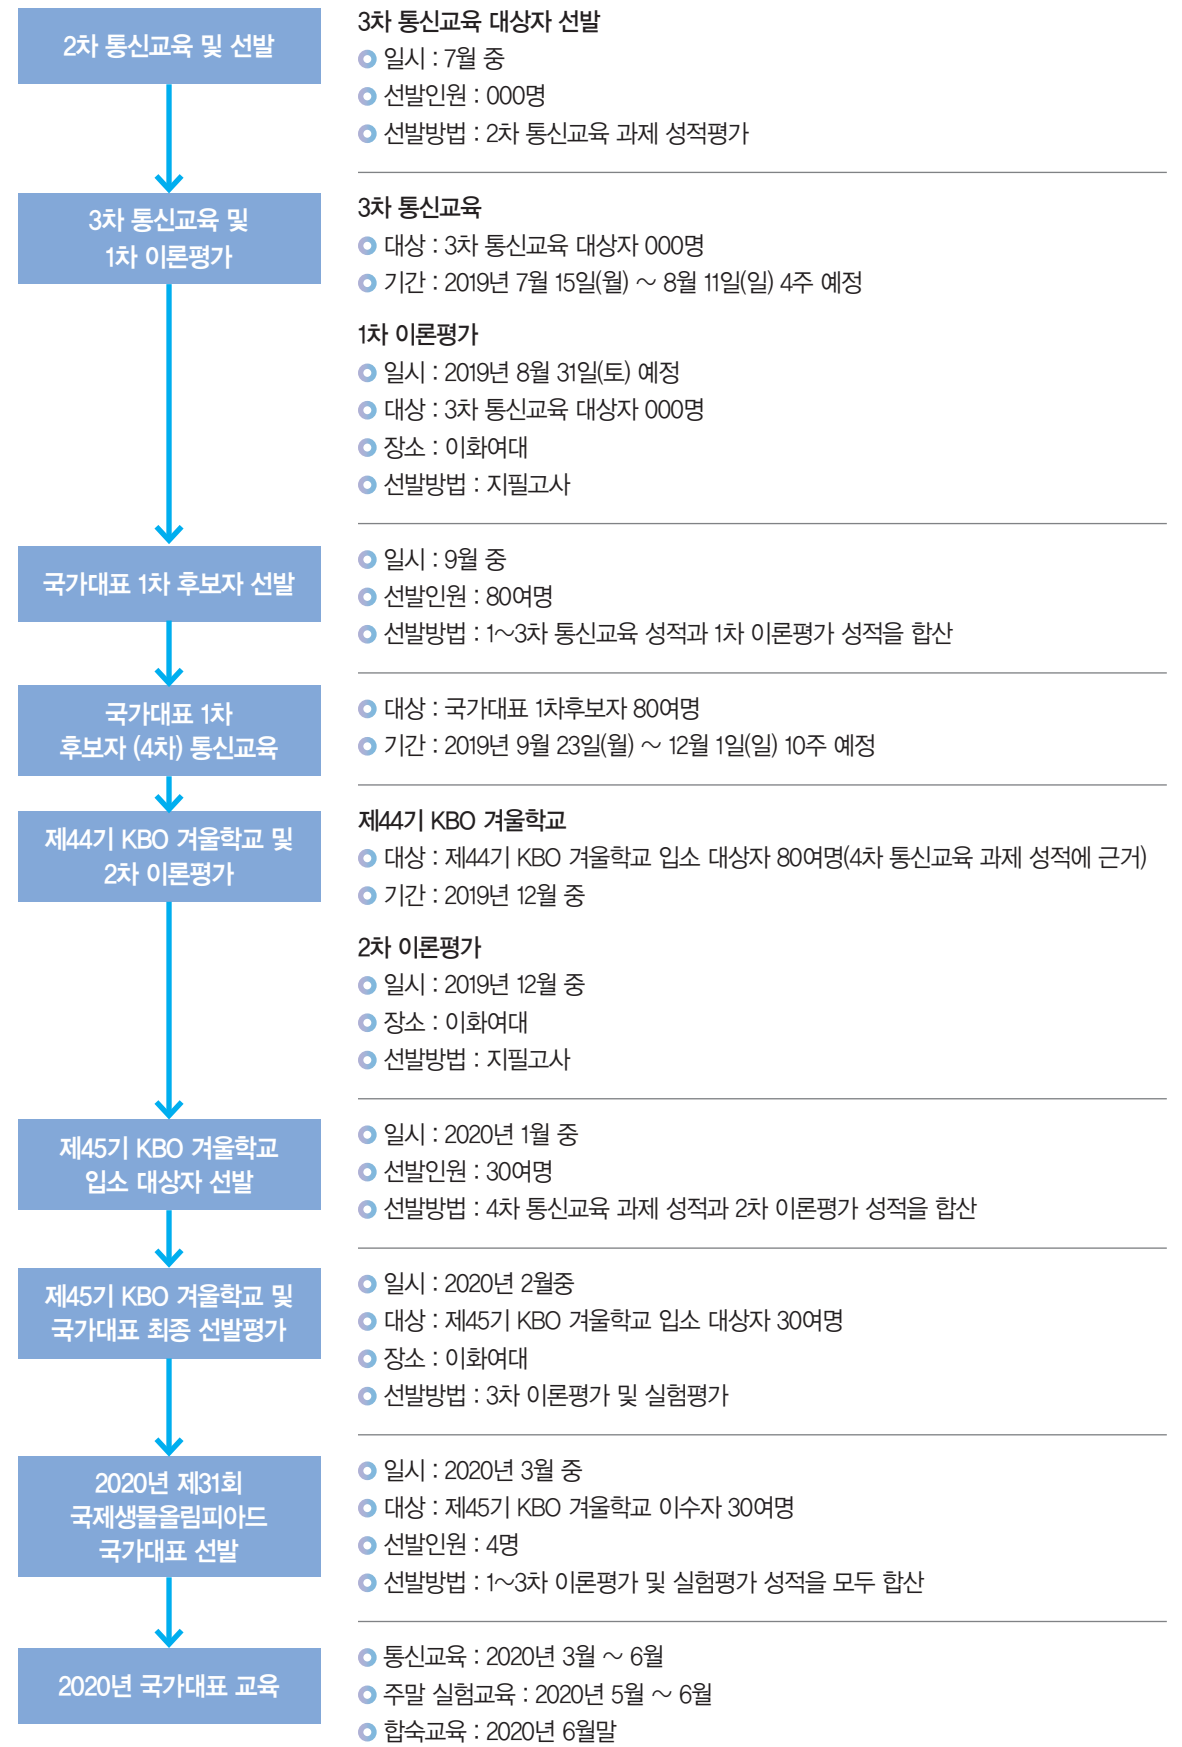 2차 통신교육 및 선발
3차 통신교육 대상자 선발
일시 : 7월 중
선발인원 : 000명
선발방법 : 2차 통신교육 과제 성적평가
3차 통신교육 및
1차 이론평가
3차 통신교육
대상 : 3차 통신교육 대상자 000명
기간 : 2019년 7월 15일(월) ~ 8월 11일(일) 4주 예정
1차 이론평가
일시 : 2019년 8월 31일(토) 예정
대상 : 3차 통신교육 대상자 000명
장소 : 이화여대
선발방법 : 지필고사
국가대표 1차 후보자 선발
일시 : 9월 중
선발인원 : 80여명
선발방법 : 1~3차 통신교육 성적과 1차 이론평가 성적을 합산
국가대표 1차
후보자 (4차) 통신교육
대상 : 국가대표 1차후보자 80여명
기간 : 2019년 9월 23일(월) ~ 12월 1일(일) 10주 예정
제44기 KBO 겨울학교 및
2차 이론평가
제44기 KBO 겨울학교
대상 : 제44기 KBO 겨울학교 입소 대상자 80여명(4차 통신교육 과제 성적에 근거)
기간 : 2019년 12월 중
2차 이론평가
일시 : 2019년 12월 중
장소 : 이화여대
선발방법 : 지필고사
제45기 KBO 겨울학교
입소 대상자 선발
일시 : 2020년 1월 중
선발인원 : 30여명
선발방법 : 4차 통신교육 과제 성적과 2차 이론평가 성적을 합산
제45기 KBO 겨울학교 및
국가대표 최종 선발평가
일시 : 2020년 2월중
대상 : 제45기 KBO 겨울학교 입소 대상자 30여명
장소 : 이화여대
선발방법 : 3차 이론평가 및 실험평가
2020년 제31회
국제생물올림피아드
국가대표 선발
일시 : 2020년 3월 중
대상 : 제45기 KBO 겨울학교 이수자 30여명
선발인원 : 4명
선발방법 : 1~3차 이론평가 및 실험평가 성적을 모두 합산
2020년 국가대표 교육
통신교육 : 2020년 3월 ~ 6월
주말 실험교육 : 2020년 5월 ~ 6월
합숙교육 : 2020년 6월말